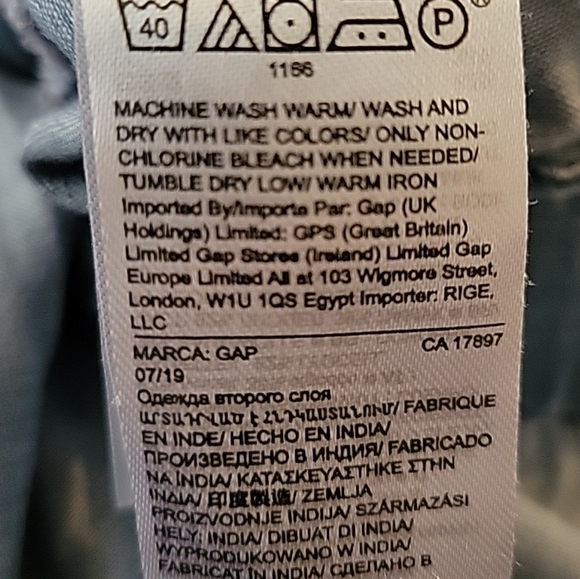 40 P ®
1166
MACHINE WASH WARM/ WASH AND
DRY WITH LIKE COLORS/ ONLY NON-
CHLORINE BLEACH WHEN NEEDED/
TUMBLE DRY LOW/ WARM IRON
Imported By/Importe Par: Gap (UK
Holdings) Limited: GPS (Great Britain)
Limited Gap Stores (Ireland) Limited Gap
Europe Limited All at 103 Wigmore Street,
London, W1U 1QS Egypt Importer: RIGE,
LLC
MARCA: GAP CA 17897
07/19
Одежда второго слоя
ԱՐՏԱԴՐՎԱԾ Է ՀՆԴԿԱՍՏԱՆՈՒՄ/ FABRIQUE
EN INDE/ HECHO EN INDIA/
ПРОИЗВЕДЕНО В ИНДИЯ/ FABRICADO
NA ÍNDIA/ ΚΑΤΑΣΚΕΥΑΣΤΗΚΕ ΣΤΗΝ
ΙΝΔΙΑ/ 印度製造/ ZEMLJA
PROIZVODNJE INDIJA/ SZÁRMAZÁSI
HELY: INDIA/ DIBUAT DI INDIA/
WYPRODUKOWANO W INDIA/
FABRICAT ÎN INDIA/ СДЕЛАНО В